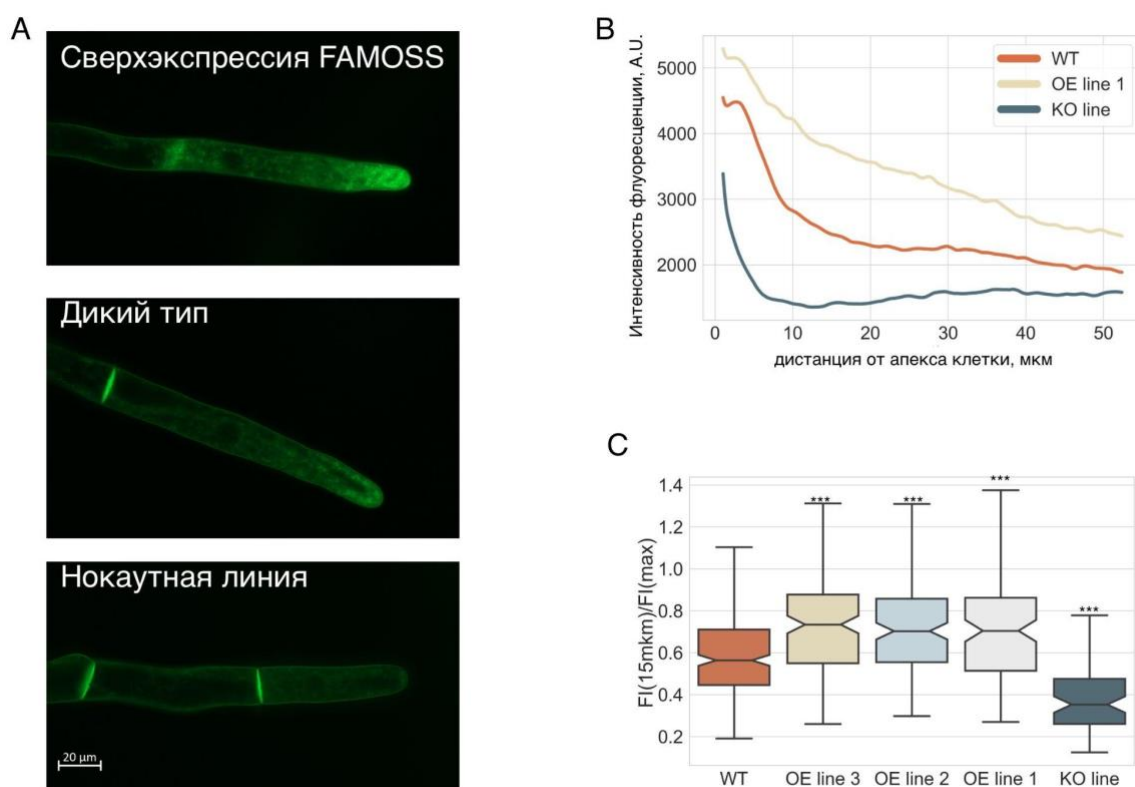 A
Сверхэкспрессия FAMOSS
Дикий тип
Нокаутная линия
20 µm
B
Интенсивность флуоресценции, A.U.
5000
4000
3000
2000
WT
OE line 1
KO line
0 10 20 30 40 50
дистанция от апекса клетки, мкм
C
FI(15mkm)/FI(max)
1.4
1.2
1.0
0.8
0.6
0.4
0.2
*** *** *** ***
WT OE line 3 OE line 2 OE line 1 KO line